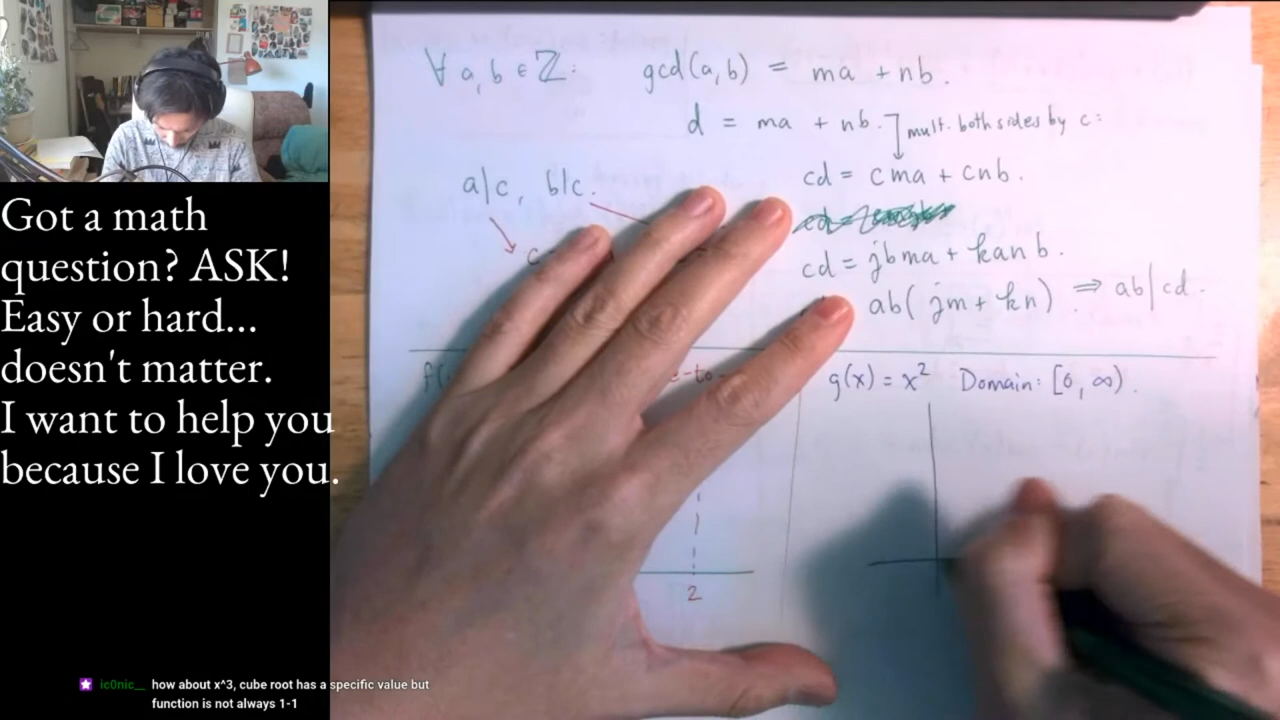 ∀ a, b ∈ ℤ: gcd(a, b) = ma + nb.
d = ma + nb. mult. both sides by c:
a|c, b|c.
cd = cma + cnb.
c
cd = jbma + kanb.
ab(jm + kn) ⇒ ab|cd.
f( e-to-
g(x) = x² Domain: [0, ∞).
2
Got a math
question? ASK!
Easy or hard...
doesn't matter.
I want to help you
because I love you.
ic0nic__ how about x^3, cube root has a specific value but
function is not always 1-1